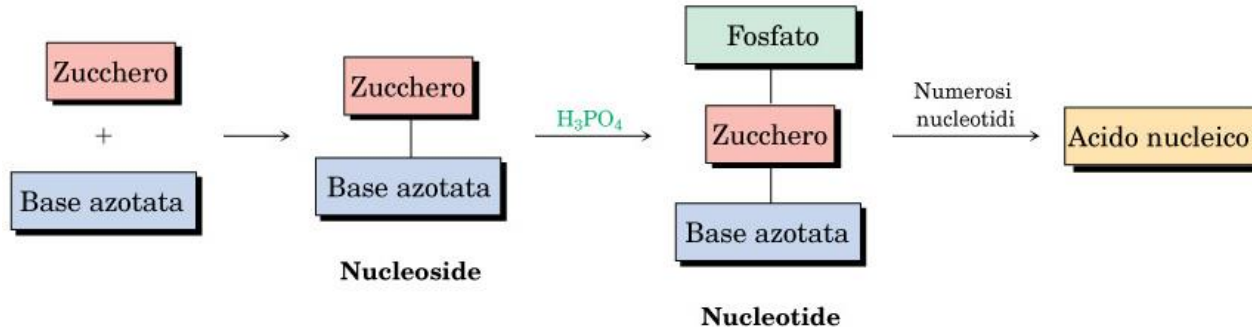 Zucchero
+
Base azotata
Zucchero
Base azotata
Nucleoside
H₃PO₄
Fosfato
Zucchero
Base azotata
Nucleotide
Numerosi
nucleotidi
Acido nucleico